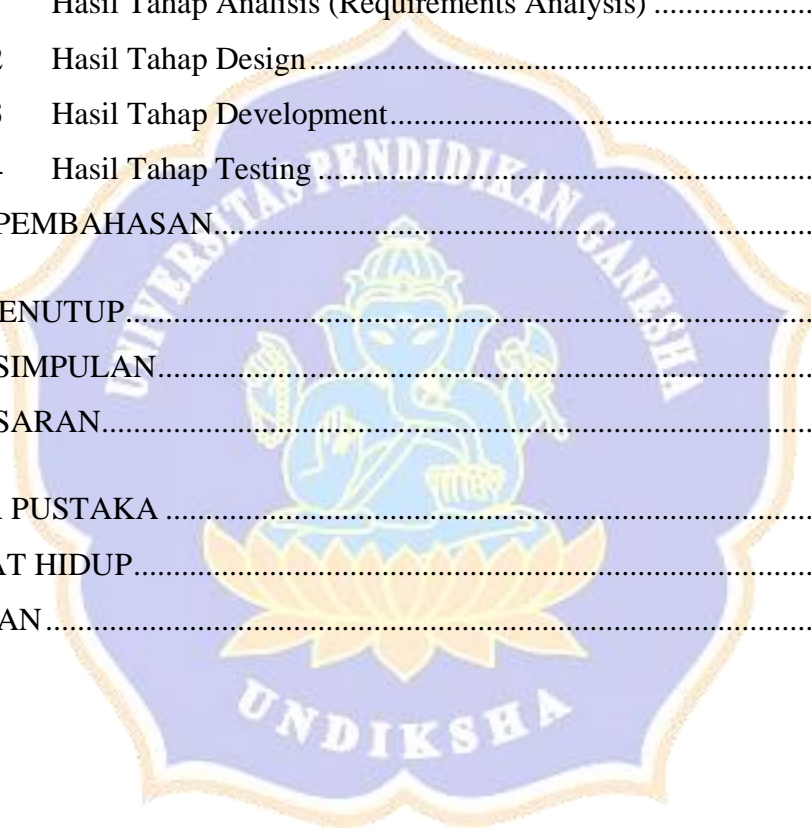 Hasil Tahap Analisis (Requirements Analysis) ....................
2 Hasil Tahap Design..............................................................
3 Hasil Tahap Development....................................................
Hasil Tahap Testing ..............................................................
PEMBAHASAN...........................................................................
ENUTUP........................................................................................
SIMPULAN..................................................................................
SARAN.........................................................................................
PUSTAKA .................................................................................
AT HIDUP.....................................................................................
AN................................................................................................
UNIVERSITAS PENDIDIKAN GANESHA
UNDIKSHA